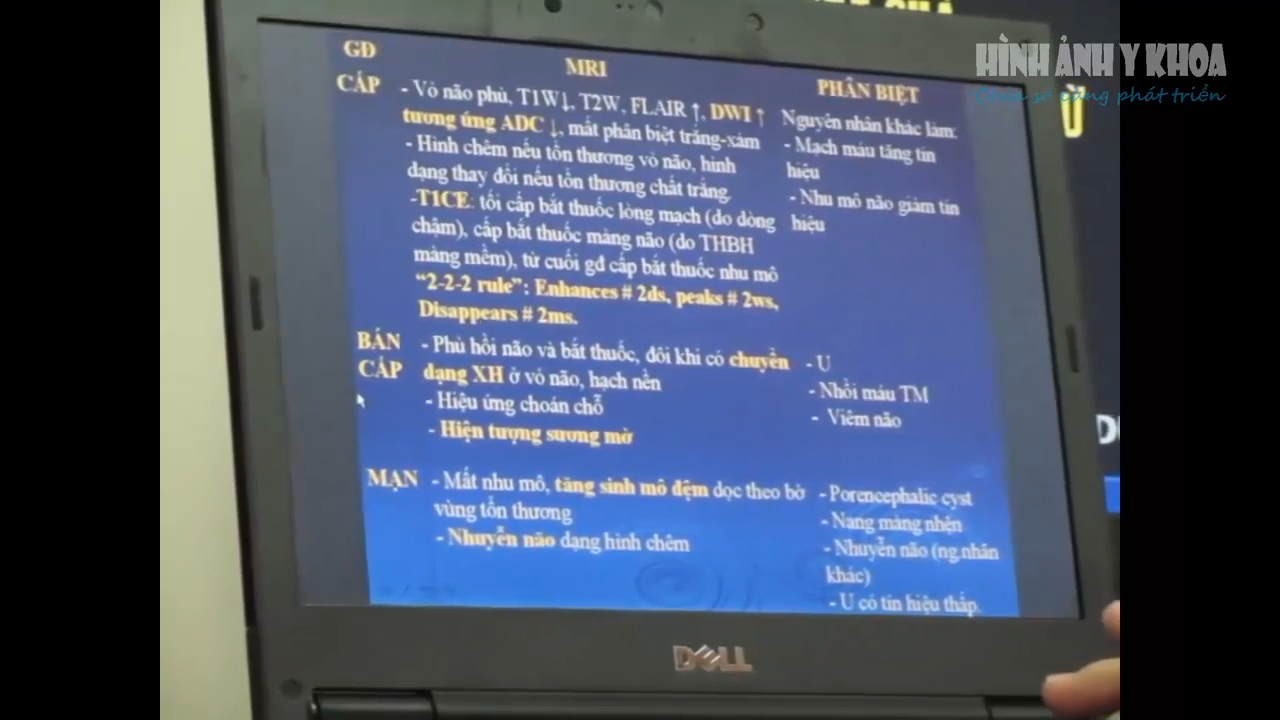 HÌNH ẢNH Y KHOA
Chia sẻ cùng phát triển
GĐ
MRI
PHÂN BIỆT
CẤP
- Vỏ não phù, T1W↓, T2W, FLAIR ↑, DWI ↑
tương ứng ADC ↓, mất phân biệt trắng-xám
- Hình chêm nếu tổn thương vỏ não, hình
dạng thay đổi nếu tổn thương chất trắng.
-T1CE: tối cấp bắt thuốc lòng mạch (do dòng
chậm), cấp bắt thuốc màng não (do THBH
màng mềm), từ cuối gđ cấp bắt thuốc nhu mô
“2-2-2 rule”: Enhances # 2ds, peaks # 2ws,
Disappears # 2ms.
Nguyên nhân khác làm:
- Mạch máu tăng tín
hiệu
- Nhu mô não giảm tín
hiệu
BÁN
CẤP
- Phù hồi não và bắt thuốc, đôi khi có chuyển
dạng XH ở vỏ não, hạch nền
- Hiệu ứng choán chỗ
- Hiện tượng sương mờ
- U
- Nhồi máu TM
- Viêm não
MẠN
- Mất nhu mô, tăng sinh mô đệm dọc theo bờ
vùng tổn thương
- Nhuyễn não dạng hình chêm
- Porencephalic cyst
- Nang màng nhện
- Nhuyễn não (ng.nhân
khác)
- U có tín hiệu thấp.
DELL